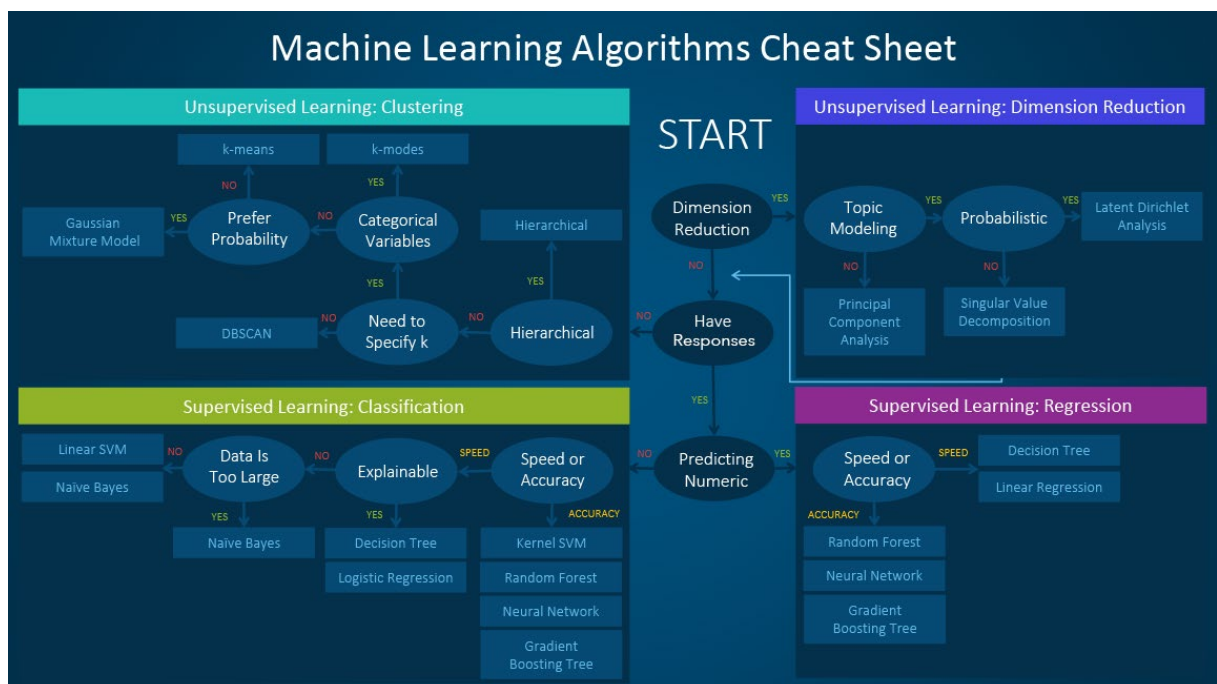 Machine Learning Algorithms Cheat Sheet
Unsupervised Learning: Clustering
k-means
k-modes
NO
YES
Gaussian
Mixture Model
YES
Prefer
Probability
NO
Categorical
Variables
Hierarchical
YES
YES
DBSCAN
NO
Need to
Specify k
NO
Hierarchical
START
Dimension
Reduction
YES
NO
NO
Have
Responses
YES
NO
Predicting
Numeric
YES
Unsupervised Learning: Dimension Reduction
Topic
Modeling
YES
Probabilistic
YES
Latent Dirichlet
Analysis
NO
NO
Principal
Component
Analysis
Singular Value
Decomposition
Supervised Learning: Classification
Linear SVM
Naïve Bayes
NO
Data Is
Too Large
NO
Explainable
SPEED
Speed or
Accuracy
YES
YES
ACCURACY
Naïve Bayes
Decision Tree
Logistic Regression
Kernel SVM
Random Forest
Neural Network
Gradient
Boosting Tree
Supervised Learning: Regression
Speed or
Accuracy
SPEED
Decision Tree
Linear Regression
ACCURACY
Random Forest
Neural Network
Gradient
Boosting Tree